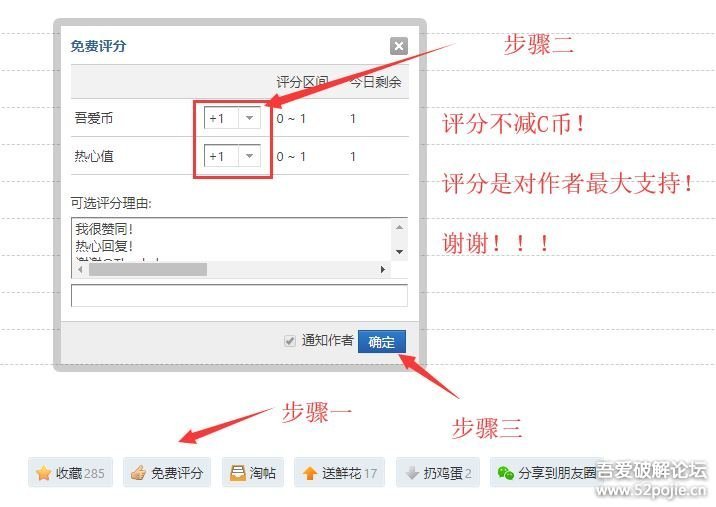 免费评分
步骤二
评分区间 今日剩余
吾爱币 +1 0 ~ 1 1
评分不减C币！
热心值 +1 0 ~ 1 1
评分是对作者最大支持！
可选评分理由:
我很赞同！
热心回复！
谢谢！！！
通知作者 确定
步骤一
步骤三
收藏 285 免费评分 淘帖 送鲜花 17 扔鸡蛋 2 分享到朋友圈
吾爱破解论坛
www.52pojie.cn